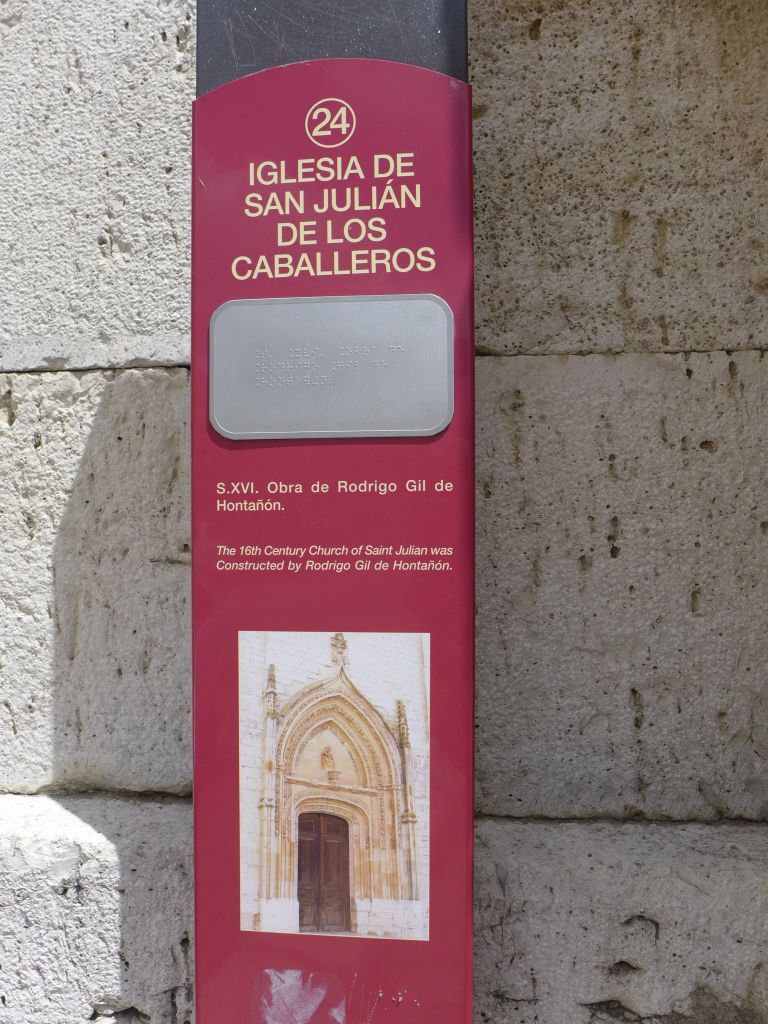 24
IGLESIA DE
SAN JULIÁN
DE LOS
CABALLEROS
S.XVI. Obra de Rodrigo Gil de
Hontañón.
The 16th Century Church of Saint Julian was
Constructed by Rodrigo Gil de Hontañón.